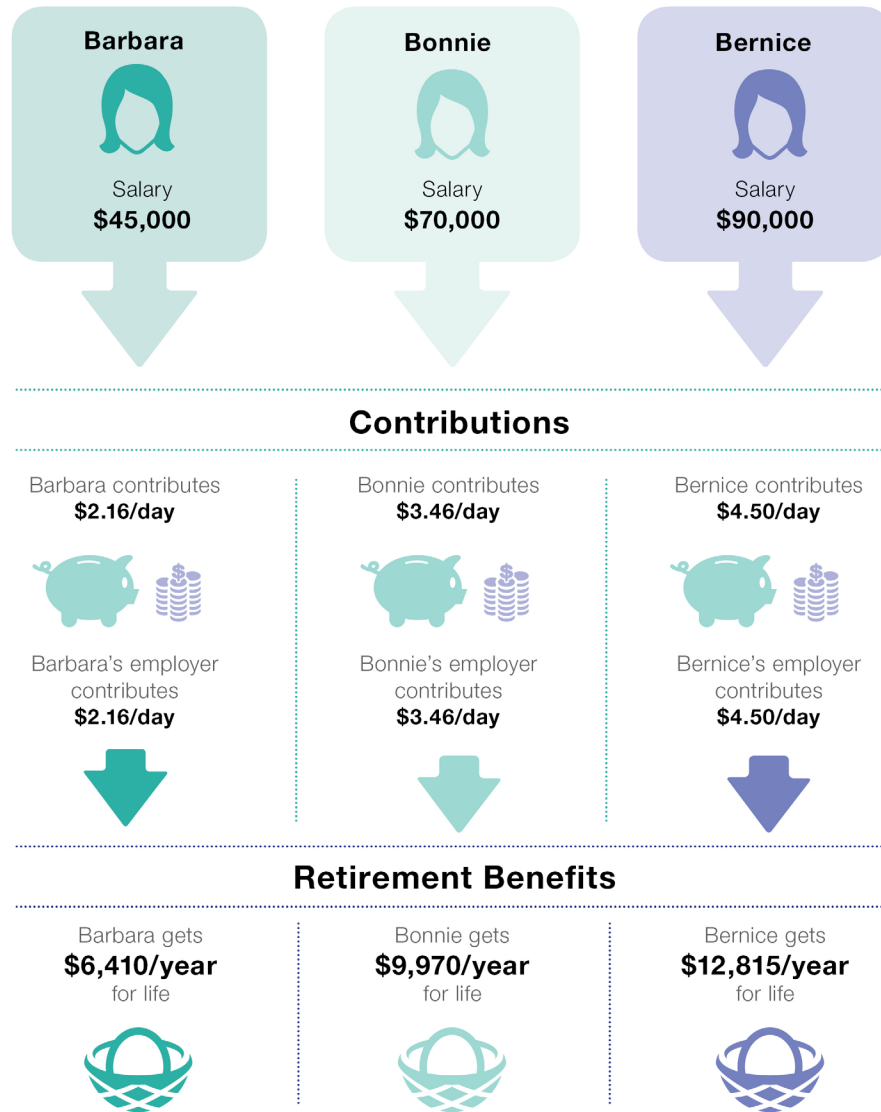 Barbara
Salary
$45,000
Bonnie
Salary
$70,000
Bernice
Salary
$90,000
Contributions
Barbara contributes
$2.16/day
$
Barbara’s employer
contributes
$2.16/day
Bonnie contributes
$3.46/day
$
Bonnie’s employer
contributes
$3.46/day
Bernice contributes
$4.50/day
$
Bernice’s employer
contributes
$4.50/day
Retirement Benefits
Barbara gets
$6,410/year
for life
Bonnie gets
$9,970/year
for life
Bernice gets
$12,815/year
for life